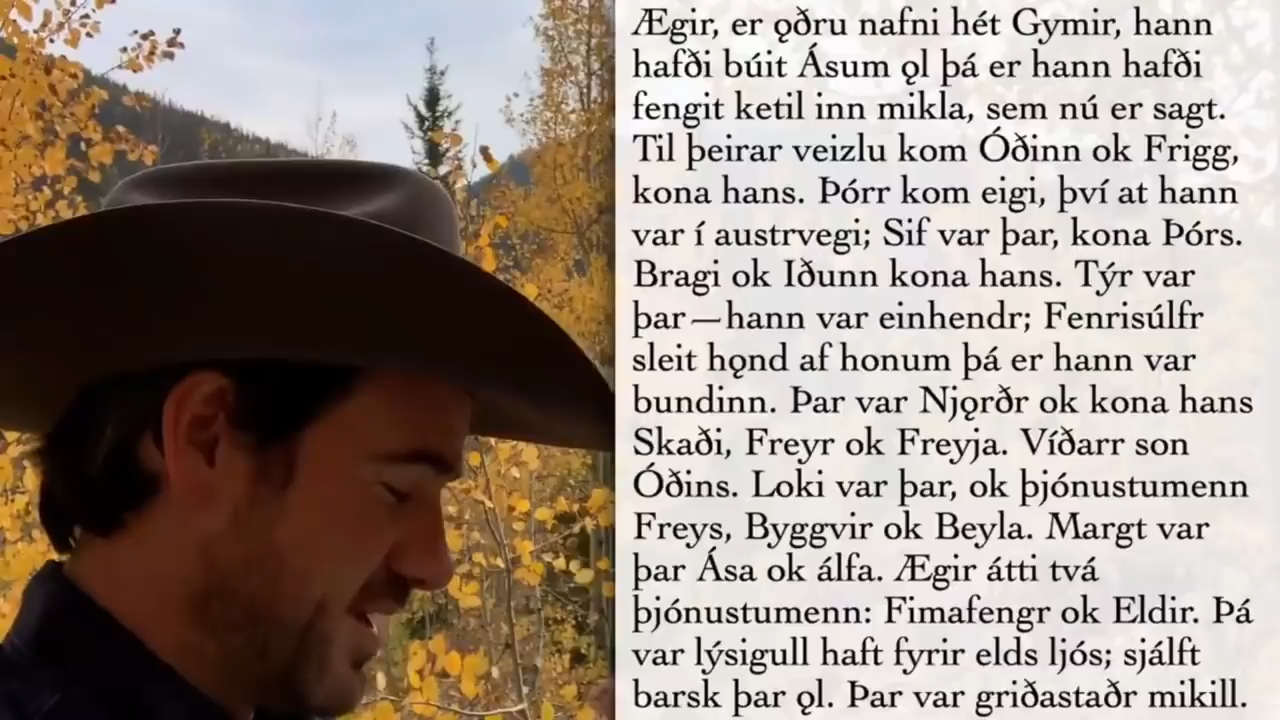 Ægir, er ǫðru nafni hét Gymir, hann
hafði búit Ásum ǫl þá er hann hafði
fengit ketil inn mikla, sem nú er sagt.
Til þeirar veizlu kom Óðinn ok Frigg,
kona hans. Þórr kom eigi, því at hann
var í austrvegi; Sif var þar, kona Þórs.
Bragi ok Iðunn kona hans. Týr var
þar—hann var einhendr; Fenrisúlfr
sleit hǫnd af honum þá er hann var
bundinn. Þar var Njǫrðr ok kona hans
Skaði, Freyr ok Freyja. Víðarr son
Óðins. Loki var þar, ok þjónustumenn
Freys, Byggvir ok Beyla. Margt var
þar Ása ok álfa. Ægir átti tvá
þjónustumenn: Fimafengr ok Eldir. Þá
var lýsigull haft fyrir elds ljós; sjálft
barsk þar ǫl. Þar var griðastaðr mikill.